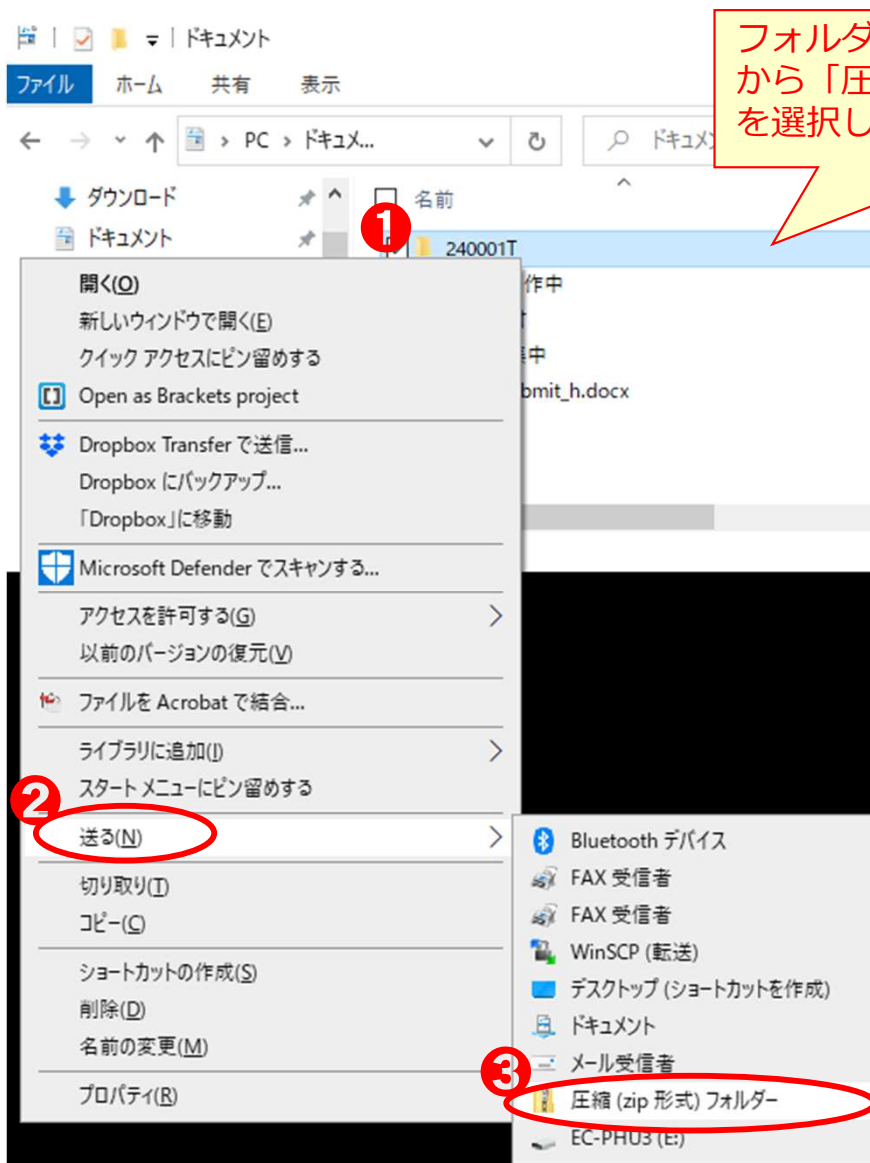 ドキュメント
フォルダ
から「圧
を選択し
ファイル ホーム 共有 表示
PC › ドキュメ...
ドキュメ
ダウンロード
ドキュメント
名前
1
240001T
開く(O)
作中
新しいウィンドウで開く(E)
クイック アクセスにピン留めする
中
Open as Brackets project
bmit_h.docx
Dropbox Transfer で送信...
Dropbox にバックアップ...
「Dropbox」に移動
Microsoft Defender でスキャンする...
アクセスを許可する(G)
以前のバージョンの復元(V)
ファイルを Acrobat で結合...
ライブラリに追加(I)
スタート メニューにピン留めする
2
送る(N)
切り取り(T)
コピー(C)
ショートカットの作成(S)
削除(D)
名前の変更(M)
プロパティ(R)
Bluetooth デバイス
FAX 受信者
FAX 受信者
WinSCP (転送)
デスクトップ (ショートカットを作成)
ドキュメント
メール受信者
3
圧縮 (zip 形式) フォルダー
EC-PHU3 (E:)